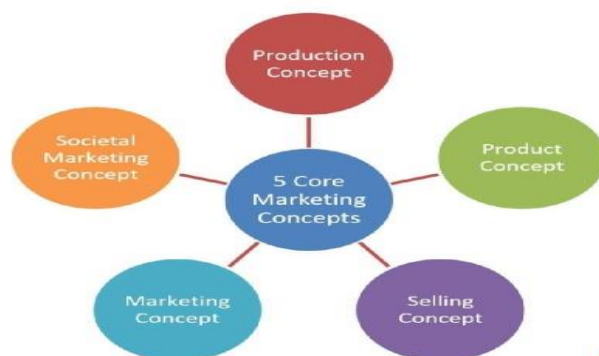 Production
Concept
Societal
Marketing
Concept
Product
Concept
5 Core
Marketing
Concepts
Marketing
Concept
Selling
Concept